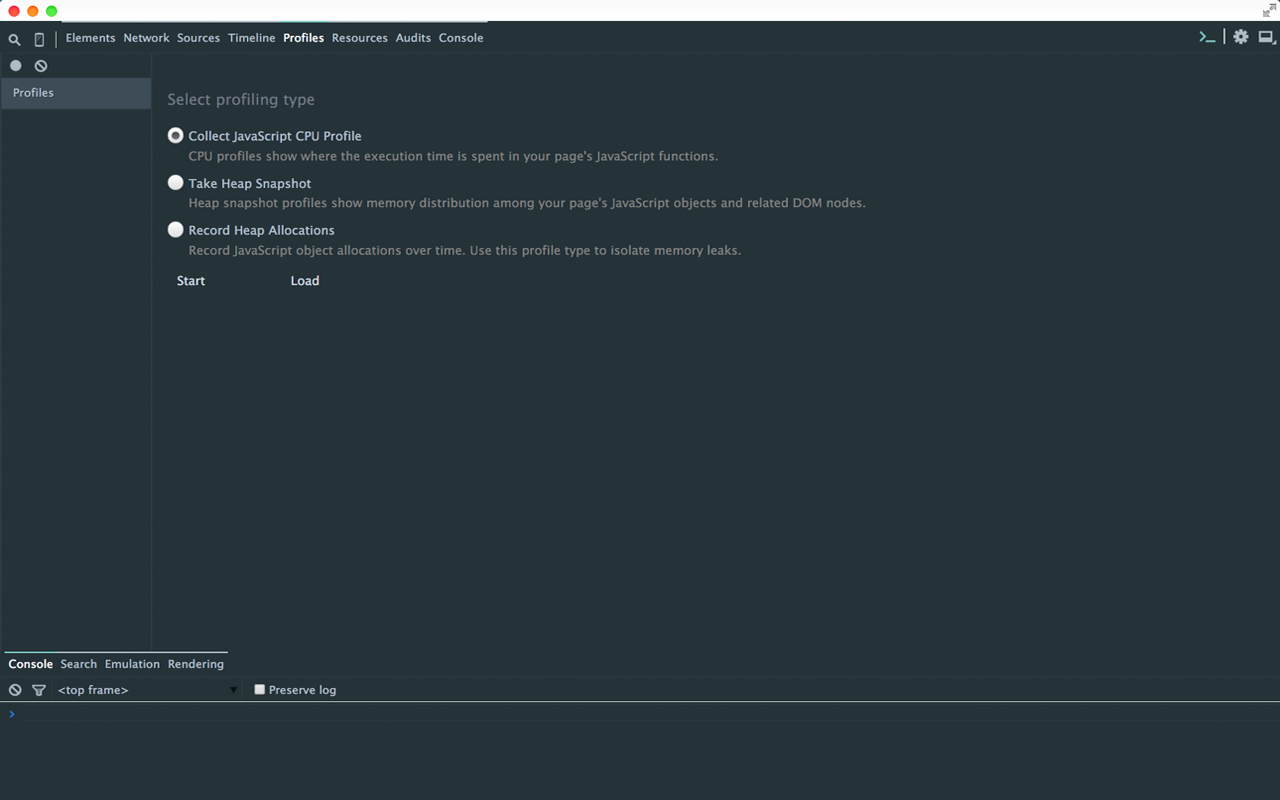 Elements Network Sources Timeline Profiles Resources Audits Console
Profiles
Select profiling type
Collect JavaScript CPU Profile
CPU profiles show where the execution time is spent in your page's JavaScript functions.
Take Heap Snapshot
Heap snapshot profiles show memory distribution among your page's JavaScript objects and related DOM nodes.
Record Heap Allocations
Record JavaScript object allocations over time. Use this profile type to isolate memory leaks.
Start Load
Console Search Emulation Rendering
<top frame> Preserve log